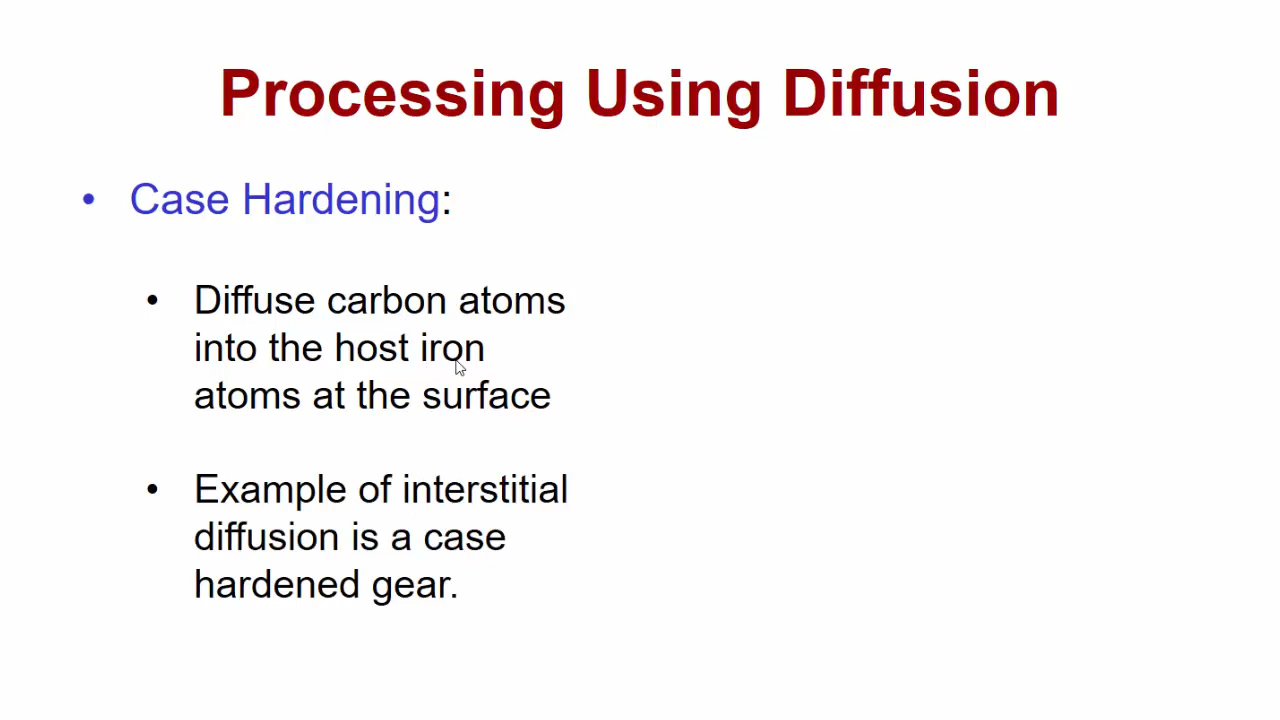 Processing Using Diffusion
• Case Hardening:
• Diffuse carbon atoms
into the host iron
atoms at the surface
• Example of interstitial
diffusion is a case
hardened gear.